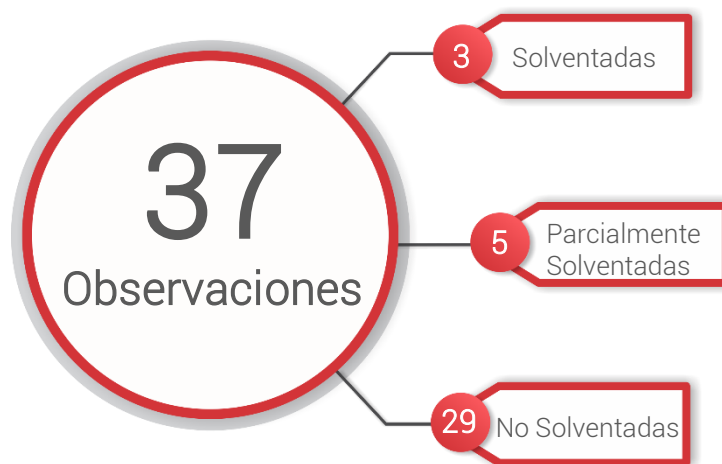 37
Observaciones
3
Solventadas
5
Parcialmente
Solventadas
29
No Solventadas